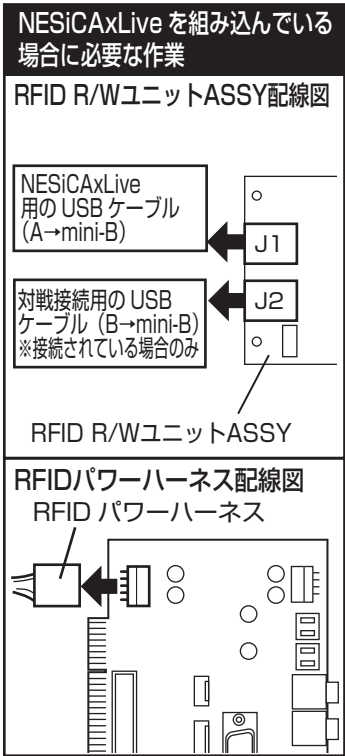 NESiCAxLive を組み込んでいる
場合に必要な作業
RFID R/WユニットASSY配線図
NESiCAxLive
用の USB ケーブル
(A→mini-B)
J1
対戦接続用の USB
ケーブル（B→mini-B）
※接続されている場合のみ
J2
RFID R/WユニットASSY
RFIDパワーハーネス配線図
RFID パワーハーネス